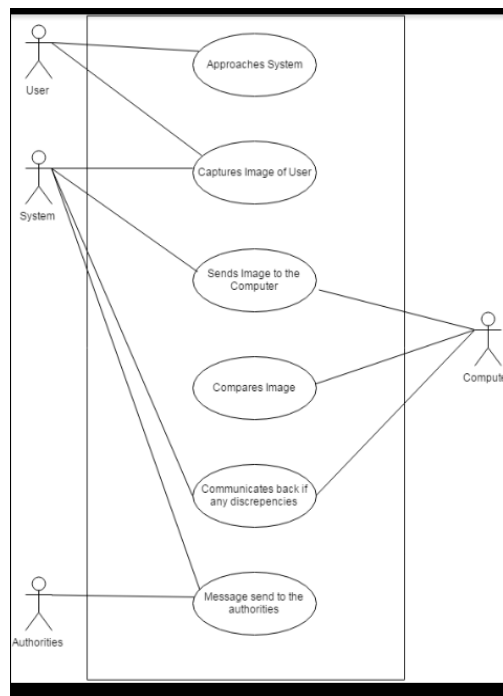 User
Approaches System
Captures Image of User
System
Sends Image to the
Computer
Compares Image
Compute
Communicates back if
any discrepencies
Message send to the
authorities
Authorities